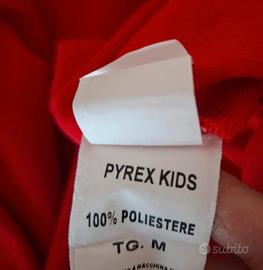 PYREX KIDS
100% POLIESTERE
TG. M
subito